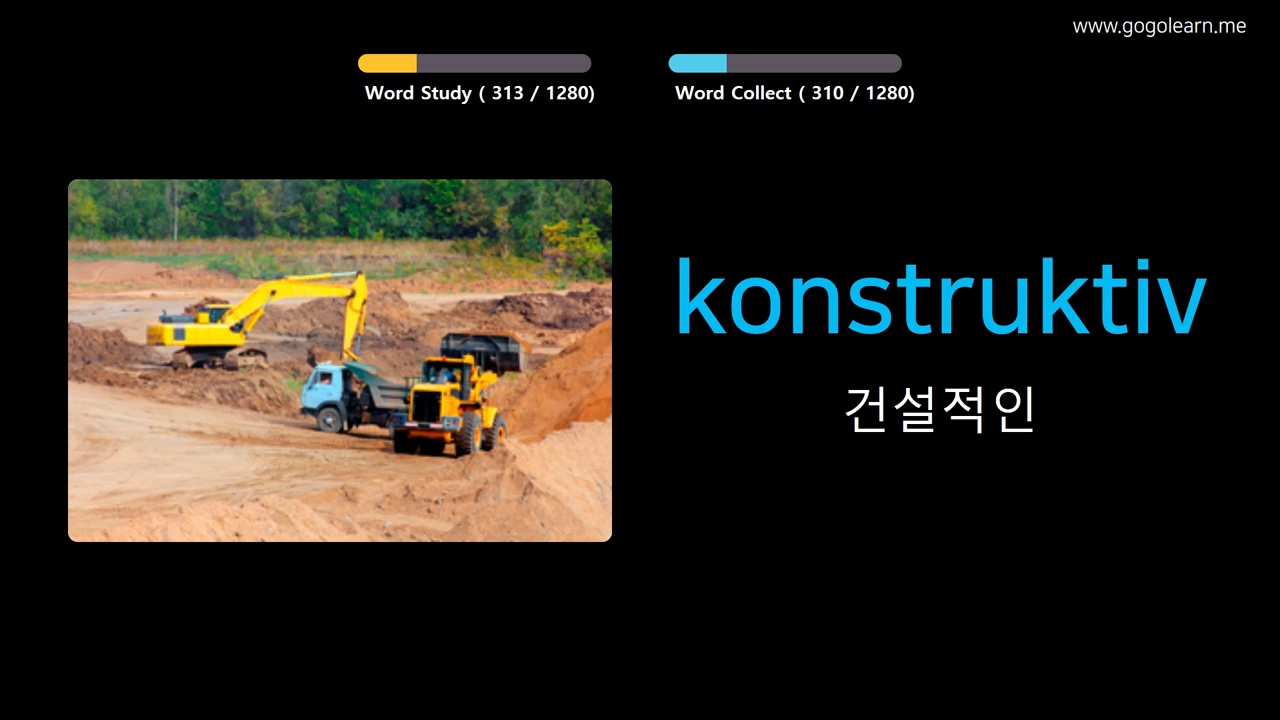 www.gogolearn.me
Word Study ( 313 / 1280)
Word Collect ( 310 / 1280)
konstruktiv
건설적인